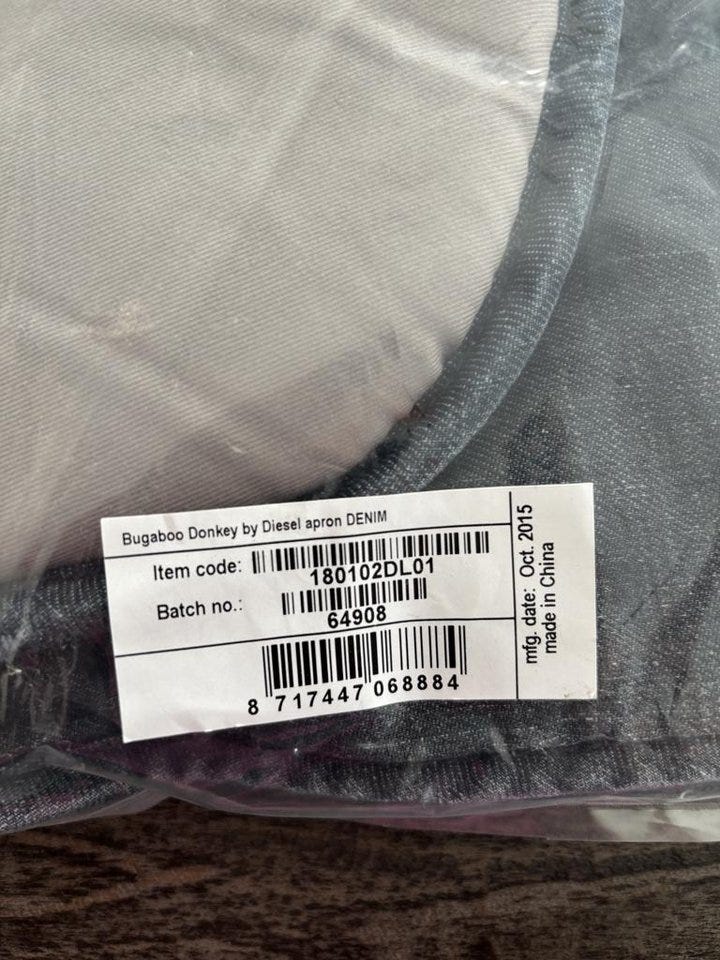 Bugaboo Donkey by Diesel apron DENIM
Item code:
180102DL01
Batch no.:
64908
8 717447 068884
mfg. date: Oct. 2015
made in China